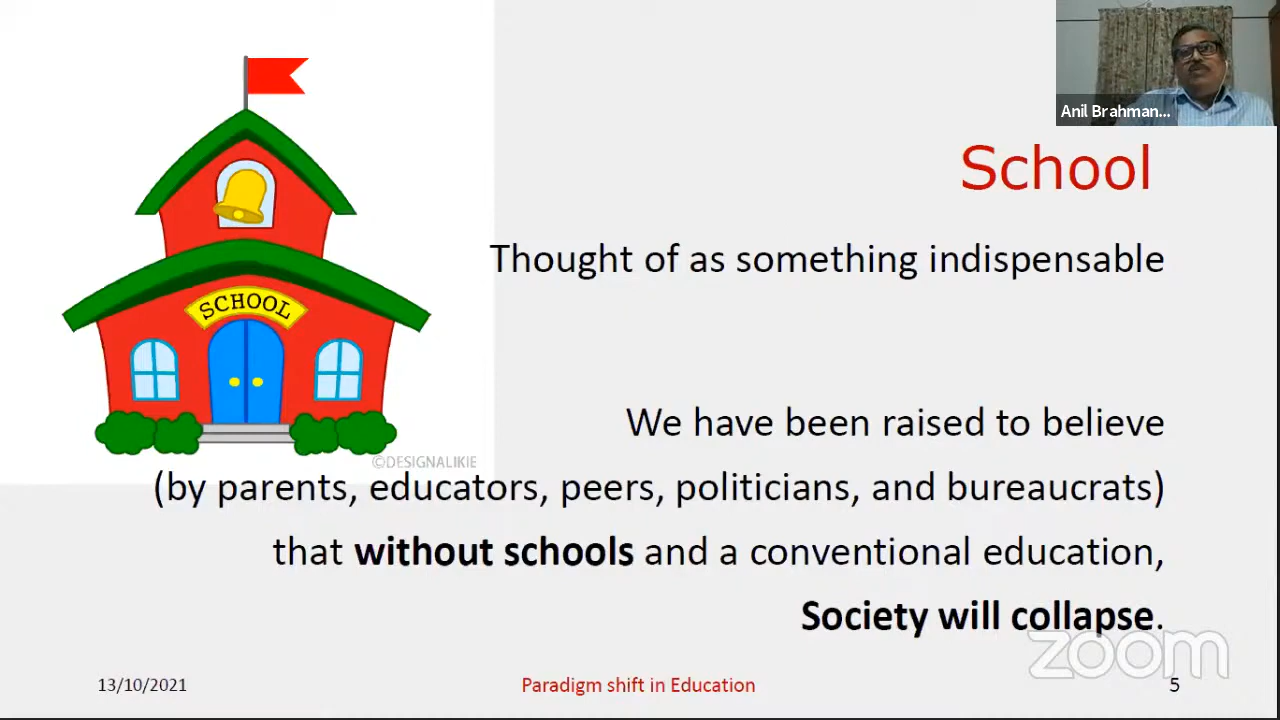 Anil Brahman...
School
SCHOOL
Thought of as something indispensable
We have been raised to believe
©DESIGNALIKIE
(by parents, educators, peers, politicians, and bureaucrats)
that without schools and a conventional education,
Society will collapse.
zoom
13/10/2021
Paradigm shift in Education
5